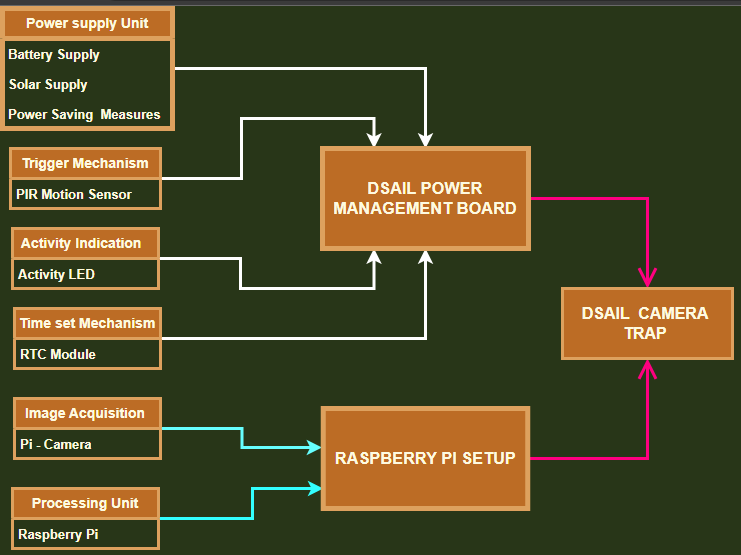 Power supply Unit
Battery Supply
Solar Supply
Power Saving Measures
Trigger Mechanism
PIR Motion Sensor
Activity Indication
Activity LED
Time set Mechanism
RTC Module
Image Acquisition
Pi - Camera
Processing Unit
Raspberry Pi
DSAIL POWER
MANAGEMENT BOARD
RASPBERRY PI SETUP
DSAIL CAMERA
TRAP